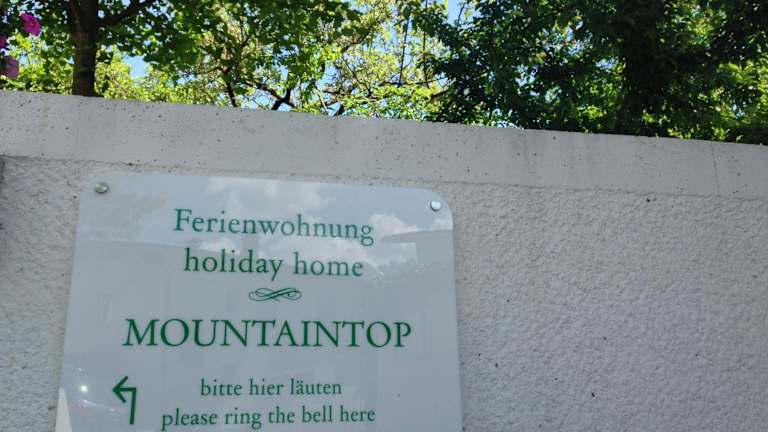 Ferienwohnung
holiday home
MOUNTAINTOP
bitte hier läuten
please ring the bell here